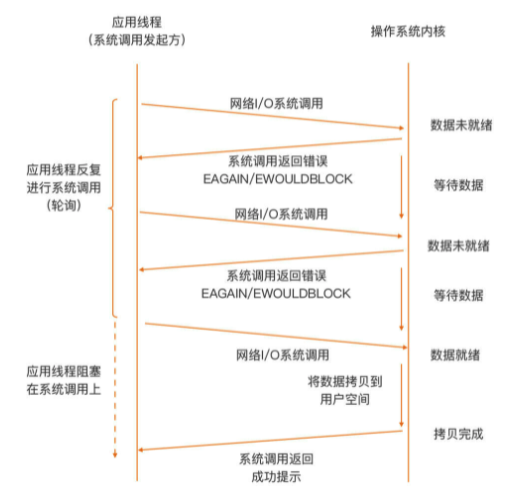 应用线程
(系统调用发起方)
操作系统内核
网络I/O系统调用
数据未就绪
系统调用返回错误
EAGAIN/EWOULDBLOCK
应用线程反复
进行系统调用
(轮询)
等待数据
网络I/O系统调用
数据未就绪
系统调用返回错误
EAGAIN/EWOULDBLOCK
等待数据
网络I/O系统调用
数据就绪
应用线程阻塞
在系统调用上
将数据拷贝到
用户空间
拷贝完成
系统调用返回
成功提示